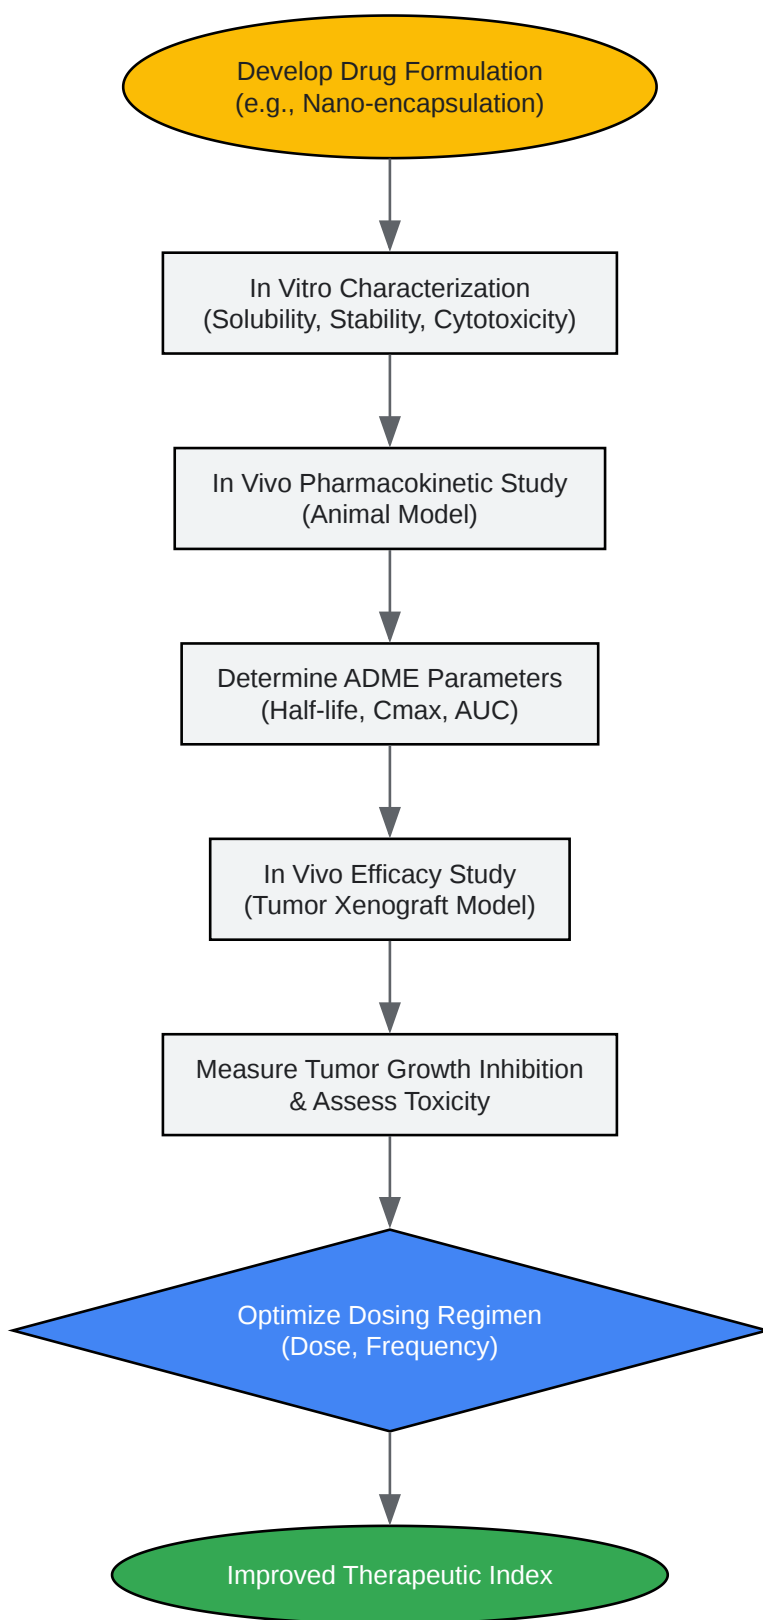 Develop Drug Formulation
(e.g., Nano-encapsulation)
In Vitro Characterization
(Solubility, Stability, Cytotoxicity)
In Vivo Pharmacokinetic Study
(Animal Model)
Determine ADME Parameters
(Half-life, Cmax, AUC)
In Vivo Efficacy Study
(Tumor Xenograft Model)
Measure Tumor Growth Inhibition
& Assess Toxicity
Optimize Dosing Regimen
(Dose, Frequency)
Improved Therapeutic Index